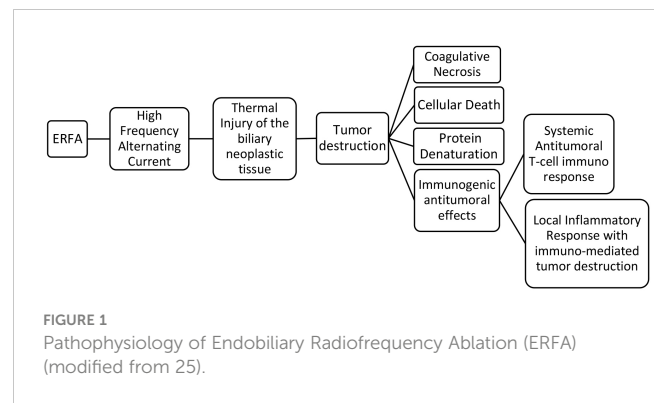 ERFA
High
Frequency
Alternating
Current
Thermal
Injury of the
biliary
neoplastic
tissue
Tumor
destruction
Coagulative
Necrosis
Cellular Death
Protein
Denaturation
Immunogenic
antitumoral
effects
Systemic
Antitumoral
T-cell immuno
response
Local Inflammatory
Response with
immuno-mediated
tumor destruction
FIGURE 1
Pathophysiology of Endobiliary Radiofrequency Ablation (ERFA)
(modified from 25).